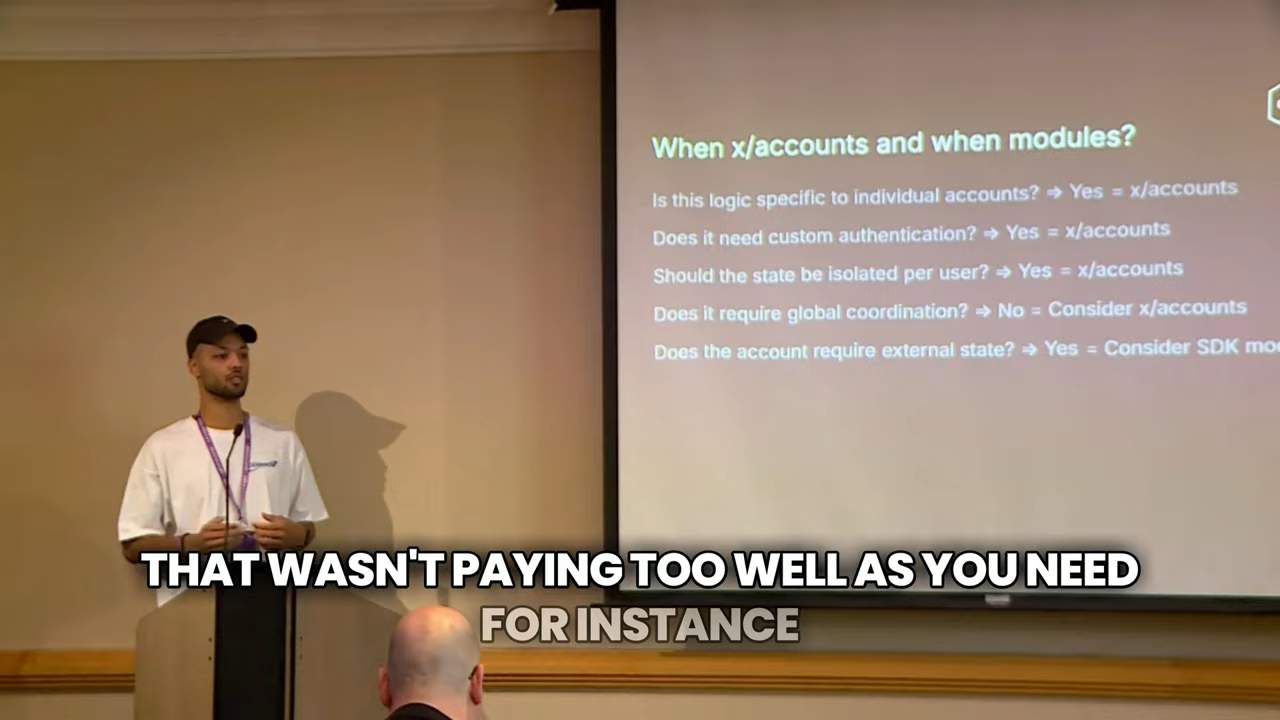 When x/accounts and when modules?
Is this logic specific to individual accounts? ⇒ Yes = x/accounts
Does it need custom authentication? ⇒ Yes = x/accounts
Should the state be isolated per user? ⇒ Yes = x/accounts
Does it require global coordination? ⇒ No = Consider x/accounts
Does the account require external state? ⇒ Yes = Consider SDK mo
THAT WASN'T PAYING TOO WELL AS YOU NEED
FOR INSTANCE